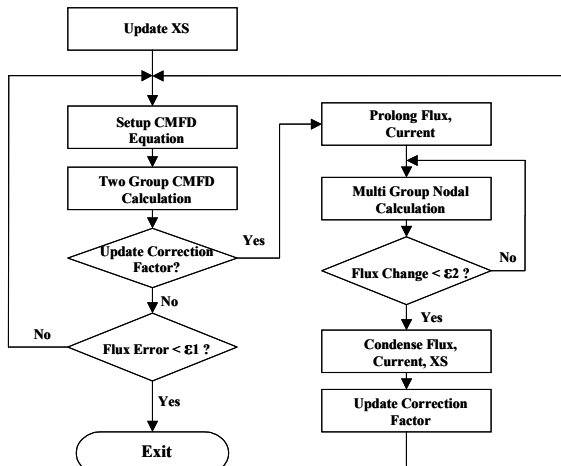 Update XS
Setup CMFD
Equation
Two Group CMFD
Calculation
Update Correction
Factor?
Yes
No
Flux Error < ε1 ?
No
Yes
Exit
Prolong Flux,
Current
Multi Group Nodal
Calculation
Flux Change < ε2 ?
No
Yes
Condense Flux,
Current, XS
Update Correction
Factor